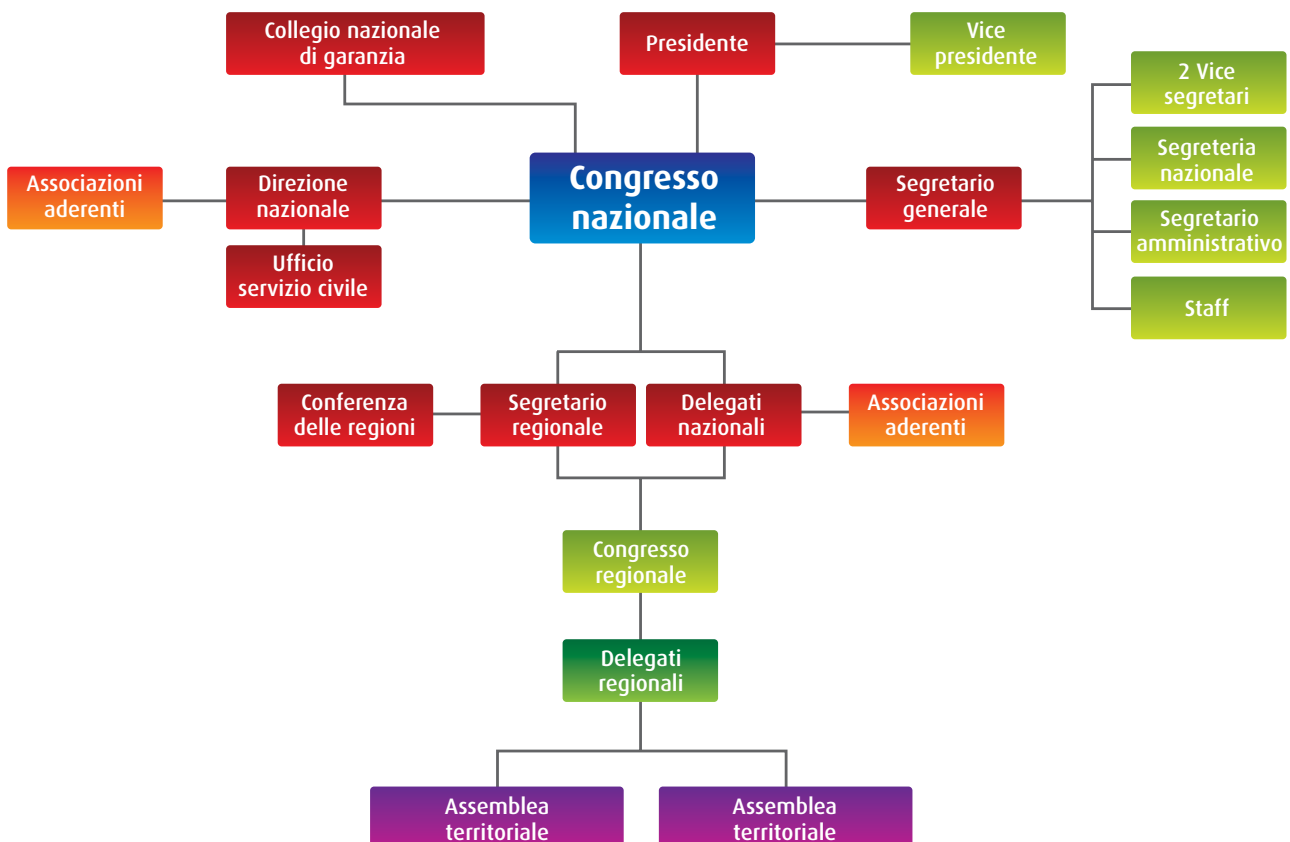 Collegio nazionale
di garanzia
Presidente
Vice
presidente
2 Vice
segretari
Associazioni
aderenti
Direzione
nazionale
Congresso
nazionale
Segretario
generale
Segreteria
nazionale
Segretario
amministrativo
Ufficio
servizio civile
Staff
Conferenza
delle regioni
Segretario
regionale
Delegati
nazionali
Associazioni
aderenti
Congresso
regionale
Delegati
regionali
Assemblea
territoriale
Assemblea
territoriale